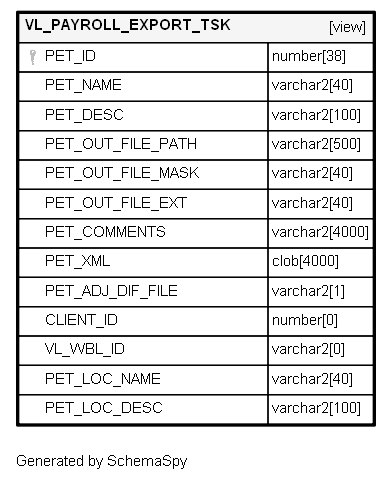 VL_PAYROLL_EXPORT_TSK [view]
PET_ID number[38]
PET_NAME varchar2[40]
PET_DESC varchar2[100]
PET_OUT_FILE_PATH varchar2[500]
PET_OUT_FILE_MASK varchar2[40]
PET_OUT_FILE_EXT varchar2[40]
PET_COMMENTS varchar2[4000]
PET_XML clob[4000]
PET_ADJ_DIF_FILE varchar2[1]
CLIENT_ID number[0]
VL_WBL_ID varchar2[0]
PET_LOC_NAME varchar2[40]
PET_LOC_DESC varchar2[100]
Generated by SchemaSpy